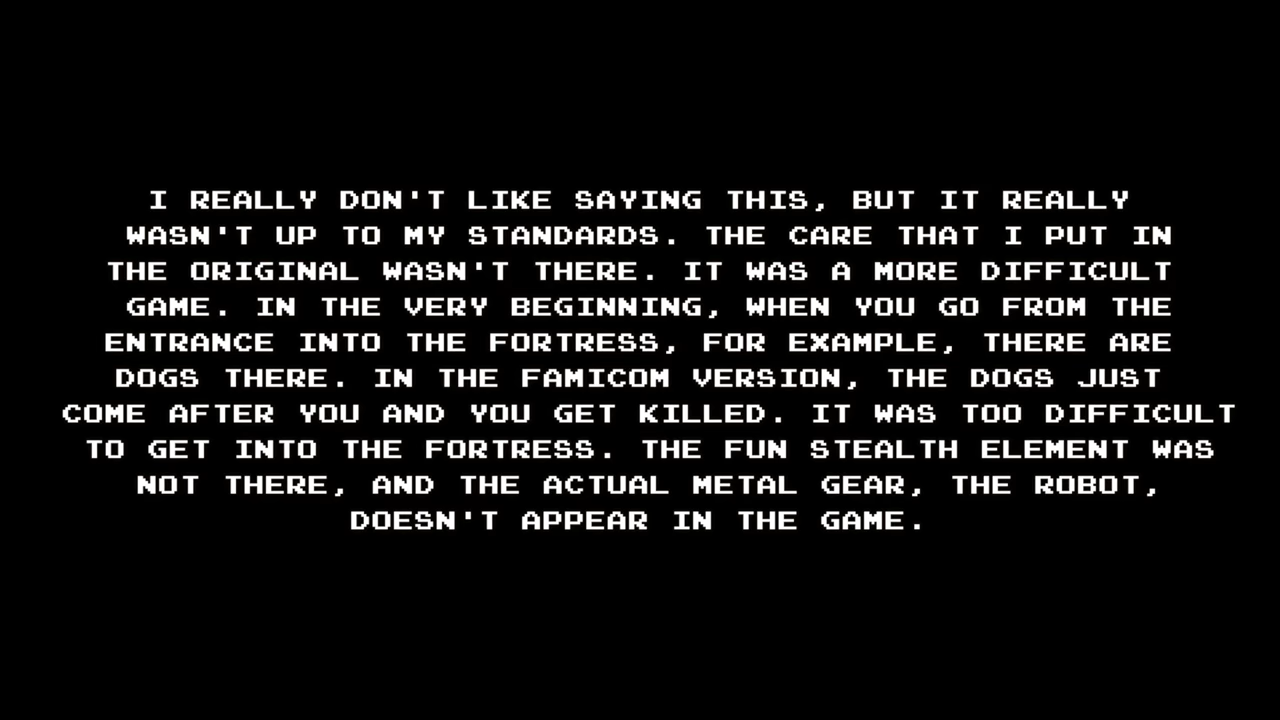 I REALLY DON'T LIKE SAYING THIS, BUT IT REALLY
WASN'T UP TO MY STANDARDS. THE CARE THAT I PUT IN
THE ORIGINAL WASN'T THERE. IT WAS A MORE DIFFICULT
GAME. IN THE VERY BEGINNING, WHEN YOU GO FROM THE
ENTRANCE INTO THE FORTRESS, FOR EXAMPLE, THERE ARE
DOGS THERE. IN THE FAMICOM VERSION, THE DOGS JUST
COME AFTER YOU AND YOU GET KILLED. IT WAS TOO DIFFICULT
TO GET INTO THE FORTRESS. THE FUN STEALTH ELEMENT WAS
NOT THERE, AND THE ACTUAL METAL GEAR, THE ROBOT,
DOESN'T APPEAR IN THE GAME.